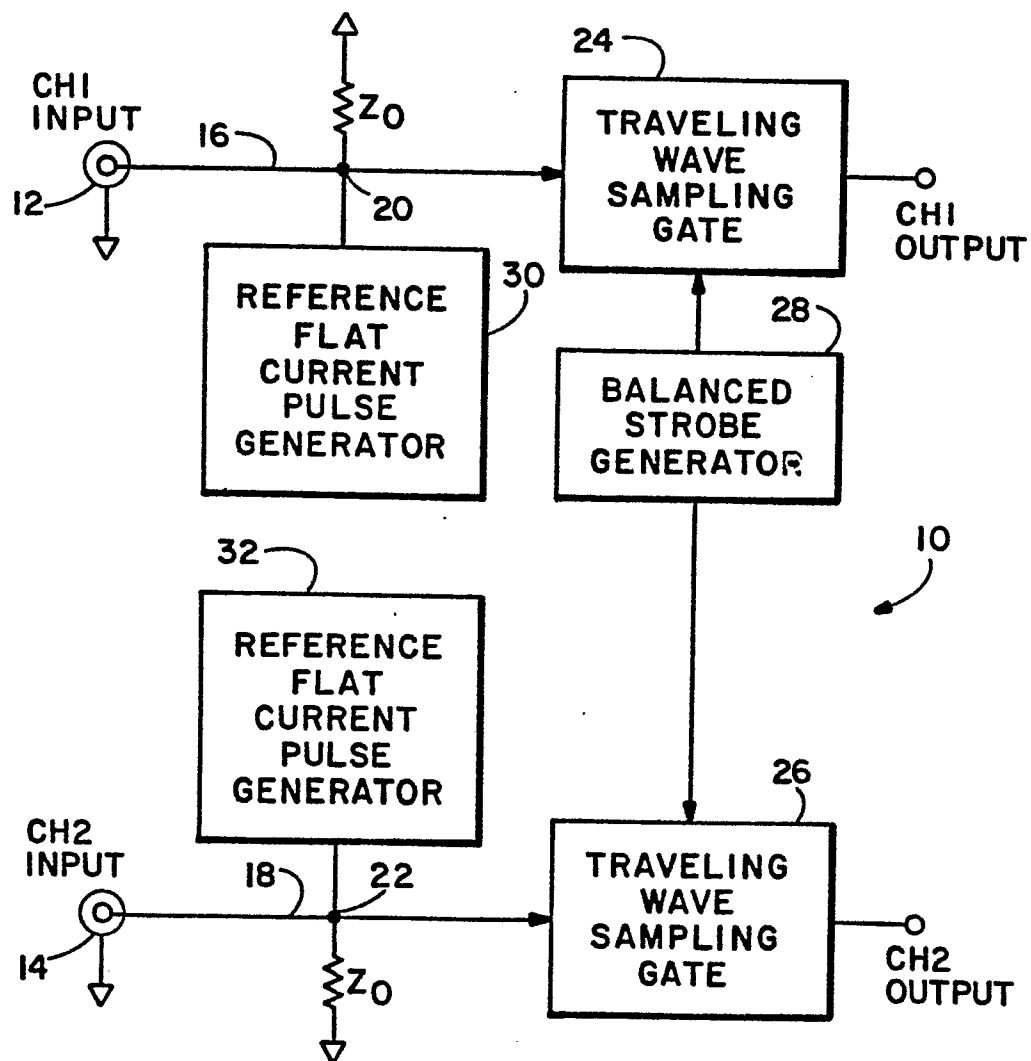 24
CH1
INPUT
Z0
16
TRAVELING
WAVE
SAMPLING
GATE
12
20
CH1
OUTPUT
REFERENCE
FLAT
CURRENT
PULSE
GENERATOR
30
28
BALANCED
STROBE
GENERATOR
32
10
REFERENCE
FLAT
CURRENT
PULSE
GENERATOR
26
CH2
INPUT
18
22
TRAVELING
WAVE
SAMPLING
GATE
14
Z0
CH2
OUTPUT